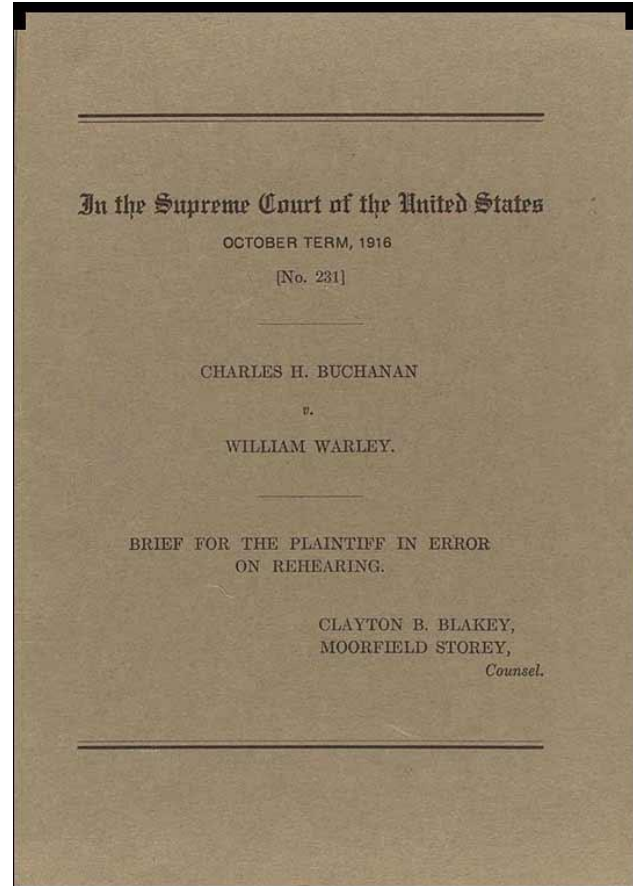 In the Supreme Court of the United States
OCTOBER TERM, 1916
[No. 231]
CHARLES H. BUCHANAN
v.
WILLIAM WARLEY.
BRIEF FOR THE PLAINTIFF IN ERROR
ON REHEARING.
CLAYTON B. BLAKEY,
MOORFIELD STOREY,
Counsel.